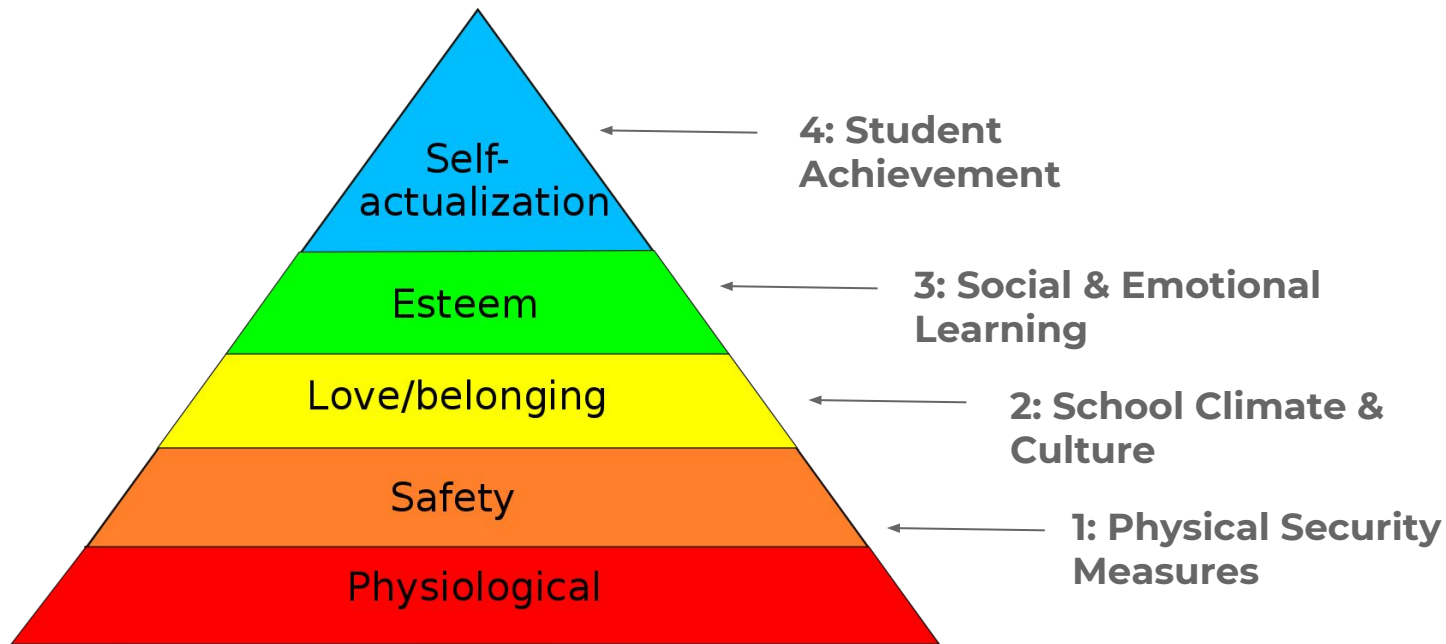 Self-
actualization
4: Student
Achievement
Esteem
3: Social & Emotional
Learning
Love/belonging
2: School Climate &
Culture
Safety
1: Physical Security
Measures
Physiological